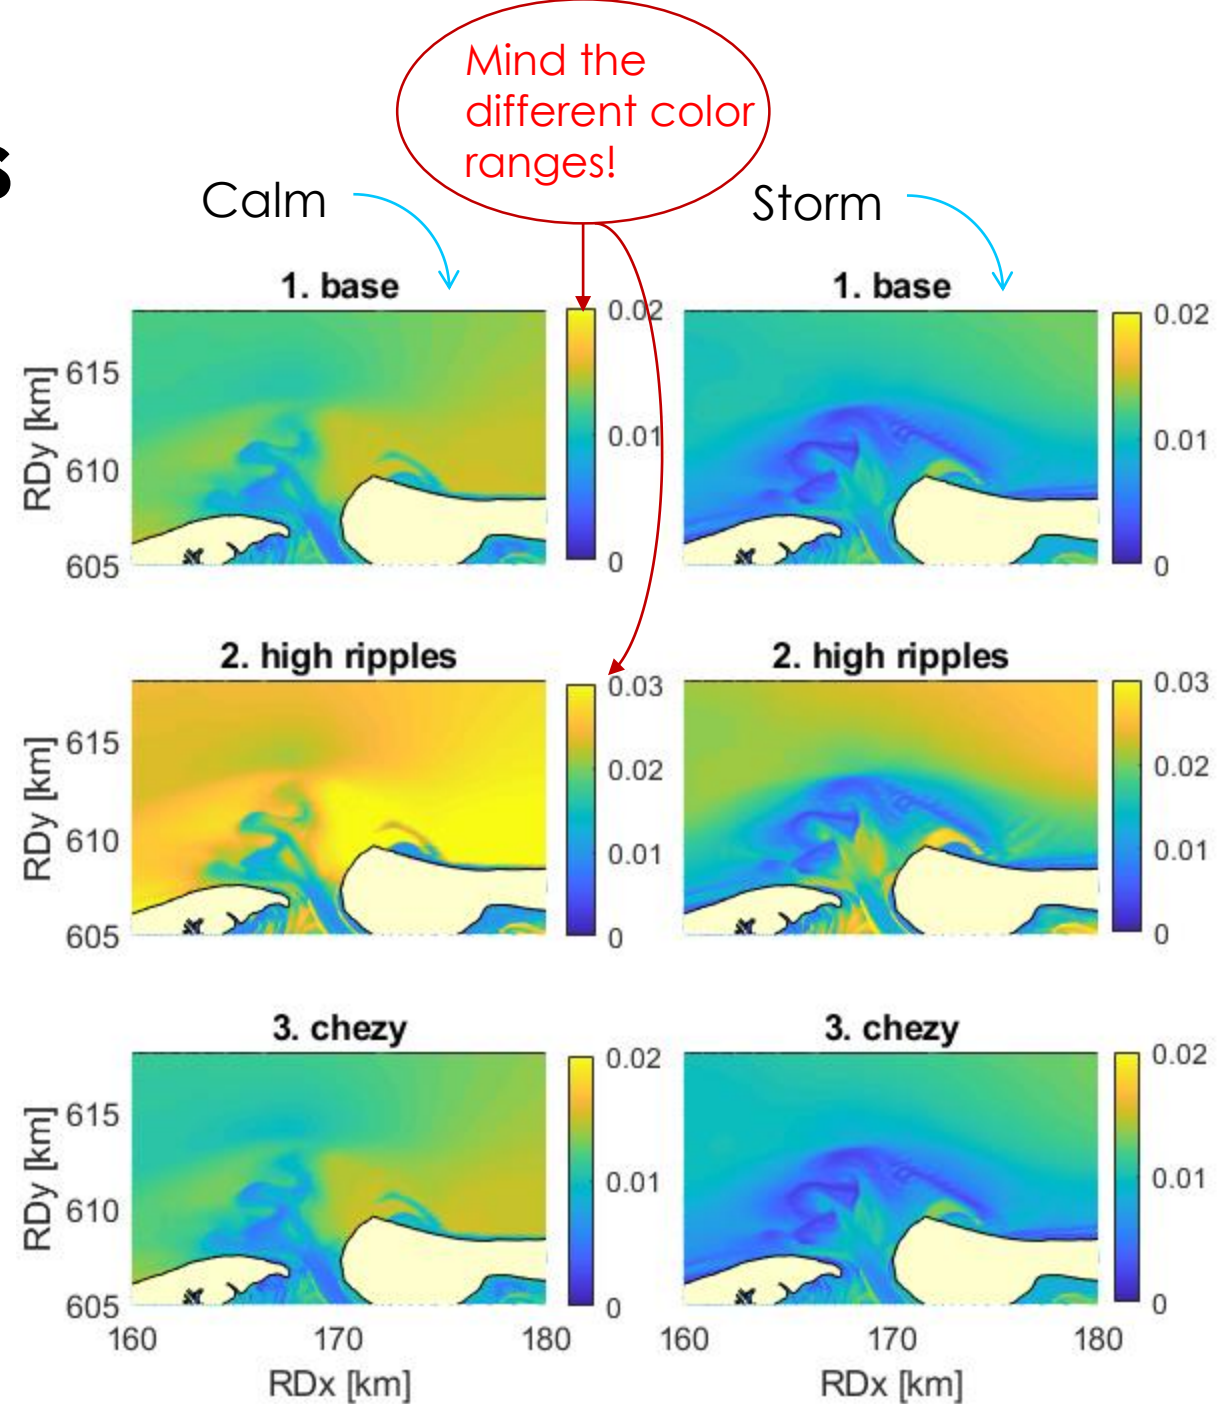 Mind the
different color
ranges!
s
Calm
Storm
1. base
1. base
0.02
0.02
615
0.01
0.01
610
RDy [km]
605
0
0
2. high ripples
2. high ripples
0.03
0.03
615
0.02
0.02
610
RDy [km]
0.01
0.01
605
0
0
3. chezy
3. chezy
0.02
0.02
615
0.01
0.01
610
RDy [km]
605
0
0
160
170
180
160
170
180
RDx [km]
RDx [km]